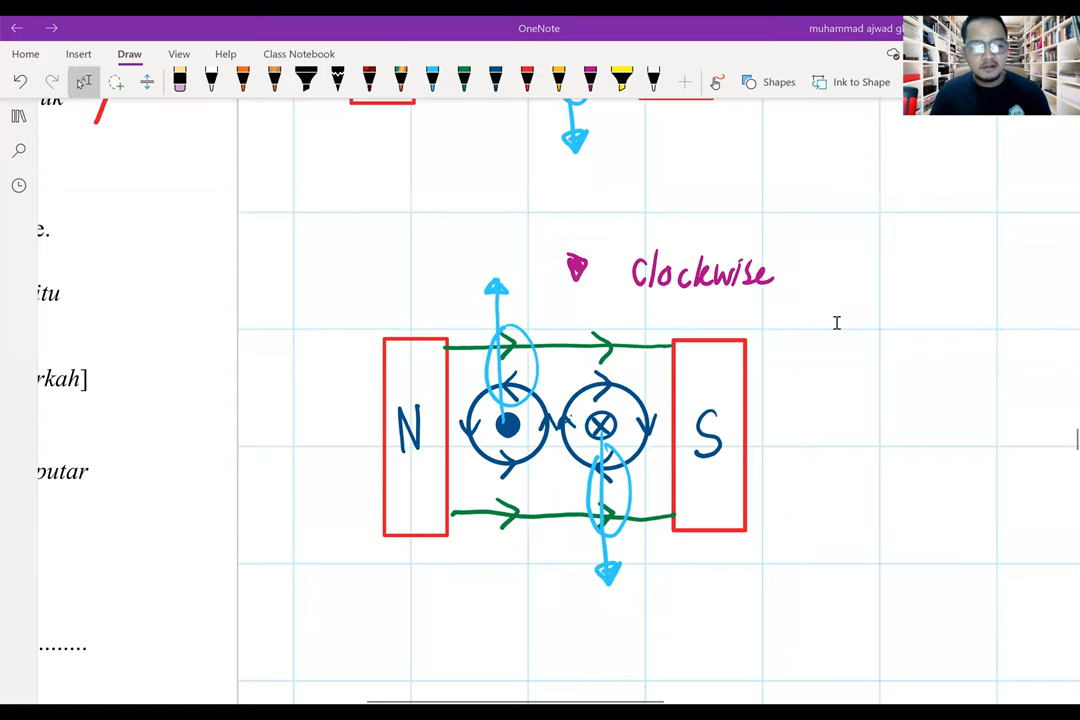 OneNote
muhammad ajwad
Home Insert Draw View Help Class Notebook
Shapes Ink to Shape
e.
itu
Clockwise
rkah]
N S
putar
........